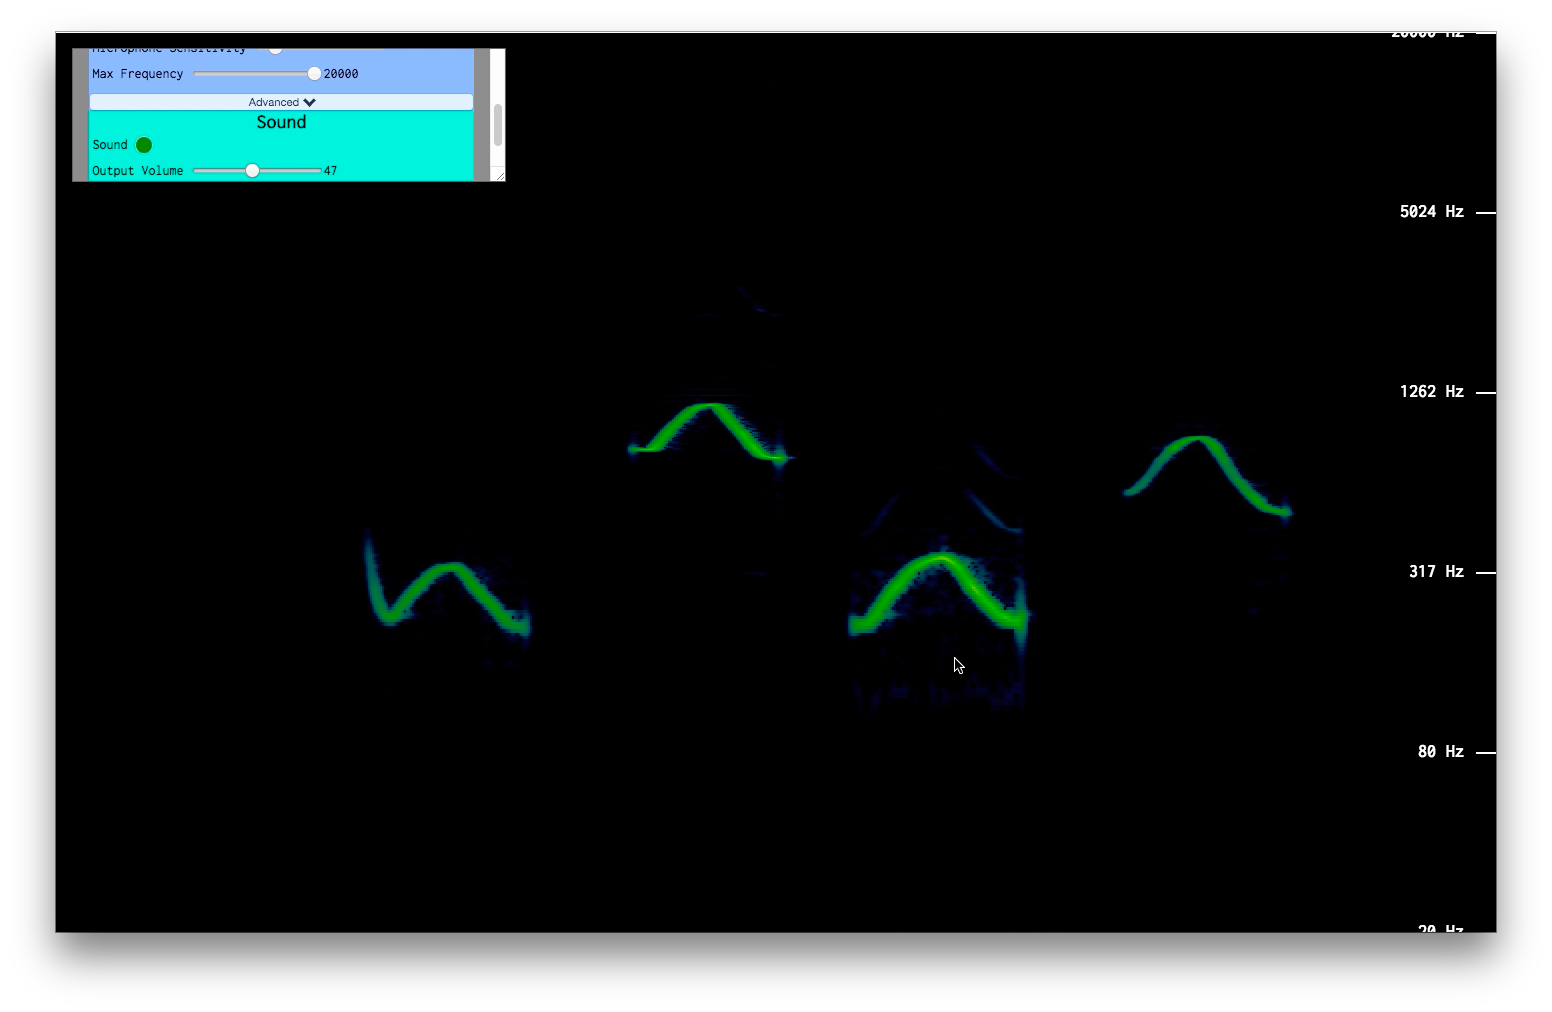 Microphone Sensitivity
Max Frequency 20000
Advanced
Sound
Sound
Output Volume 47
20000 Hz
5024 Hz
1262 Hz
317 Hz
80 Hz
20 Hz